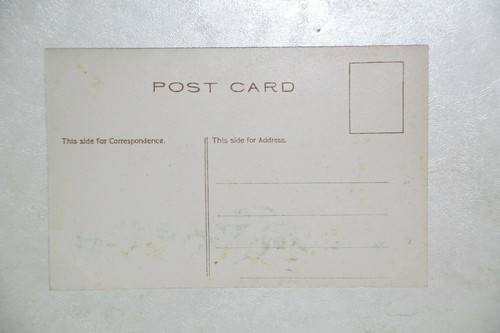 POST CARD
This side for Correspondence.
This side for Address.